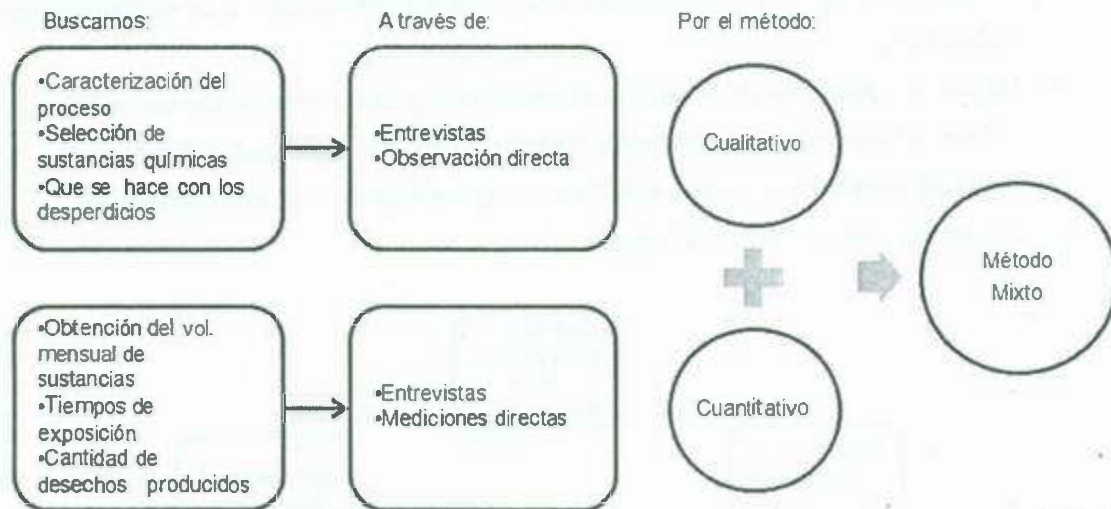 Buscamos:
A través de:
Por el método:
•Caracterización del
proceso
•Selección de
sustancias químicas
•Que se hace con los
desperdicios
•Entrevistas
•Observación directa
Cualitativo
•Obtención del vol.
mensual de
sustancias
•Tiempos de
exposición
•Cantidad de
desechos producidos
•Entrevistas
•Mediciones directas
Cuantitativo
Método
Mixto